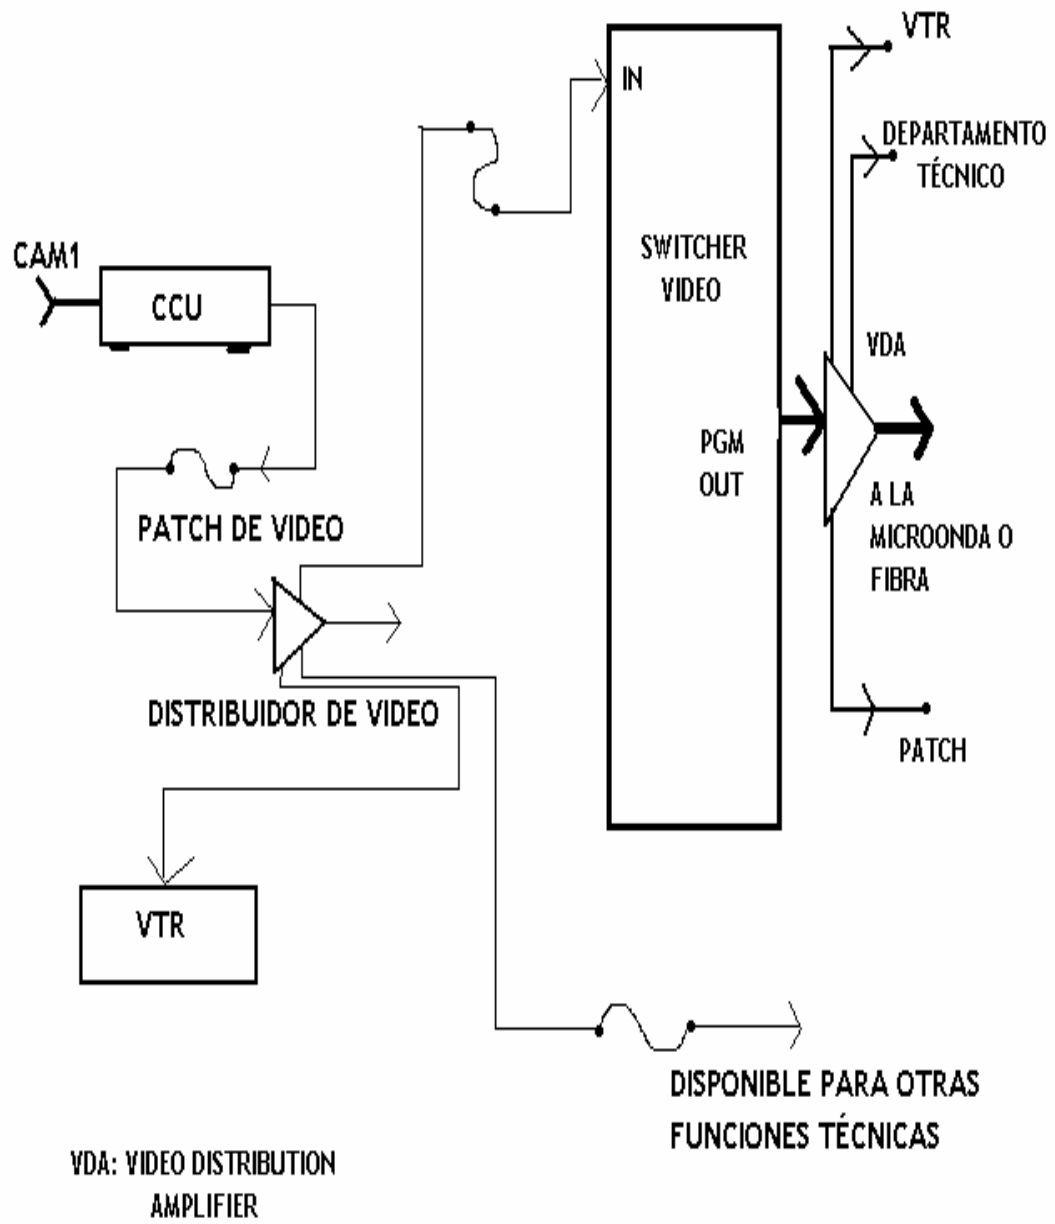 VTR
IN
DEPARTAMENTO
TÉCNICO
CAM1
CCU
SWITCHER
VIDEO
VDA
PGM
OUT
A LA
MICROONDA O
FIBRA
PATCH DE VIDEO
DISTRIBUIDOR DE VIDEO
PATCH
VTR
DISPONIBLE PARA OTRAS
FUNCIONES TÉCNICAS
VDA: VIDEO DISTRIBUTION
AMPLIFIER